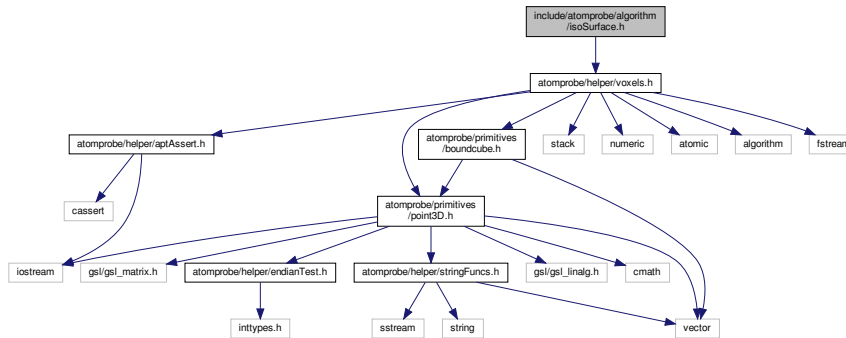 include/atomprobe/algorithm
/isoSurface.h
atomprobe/helper/voxels.h
atomprobe/helper/aptAssert.h
atomprobe/primitives
/boundcube.h
stack
numeric
atomic
algorithm
fstream
cassert
atomprobe/primitives
/point3D.h
iostream
gsl/gsl_matrix.h
atomprobe/helper/endianTest.h
atomprobe/helper/stringFuncs.h
gsl/gsl_linalg.h
cmath
inttypes.h
sstream
string
vector